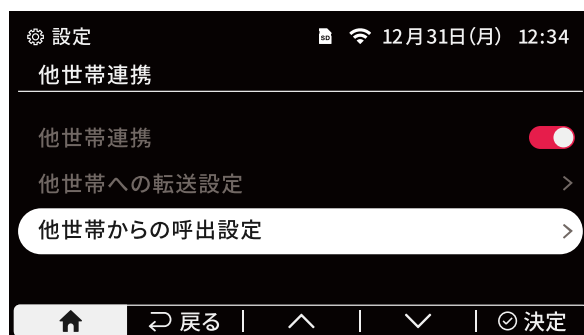 設定 SD 12月31日(月) 12:34
他世帯連携
他世帯連携
他世帯への転送設定
他世帯からの呼出設定
戻る 決定